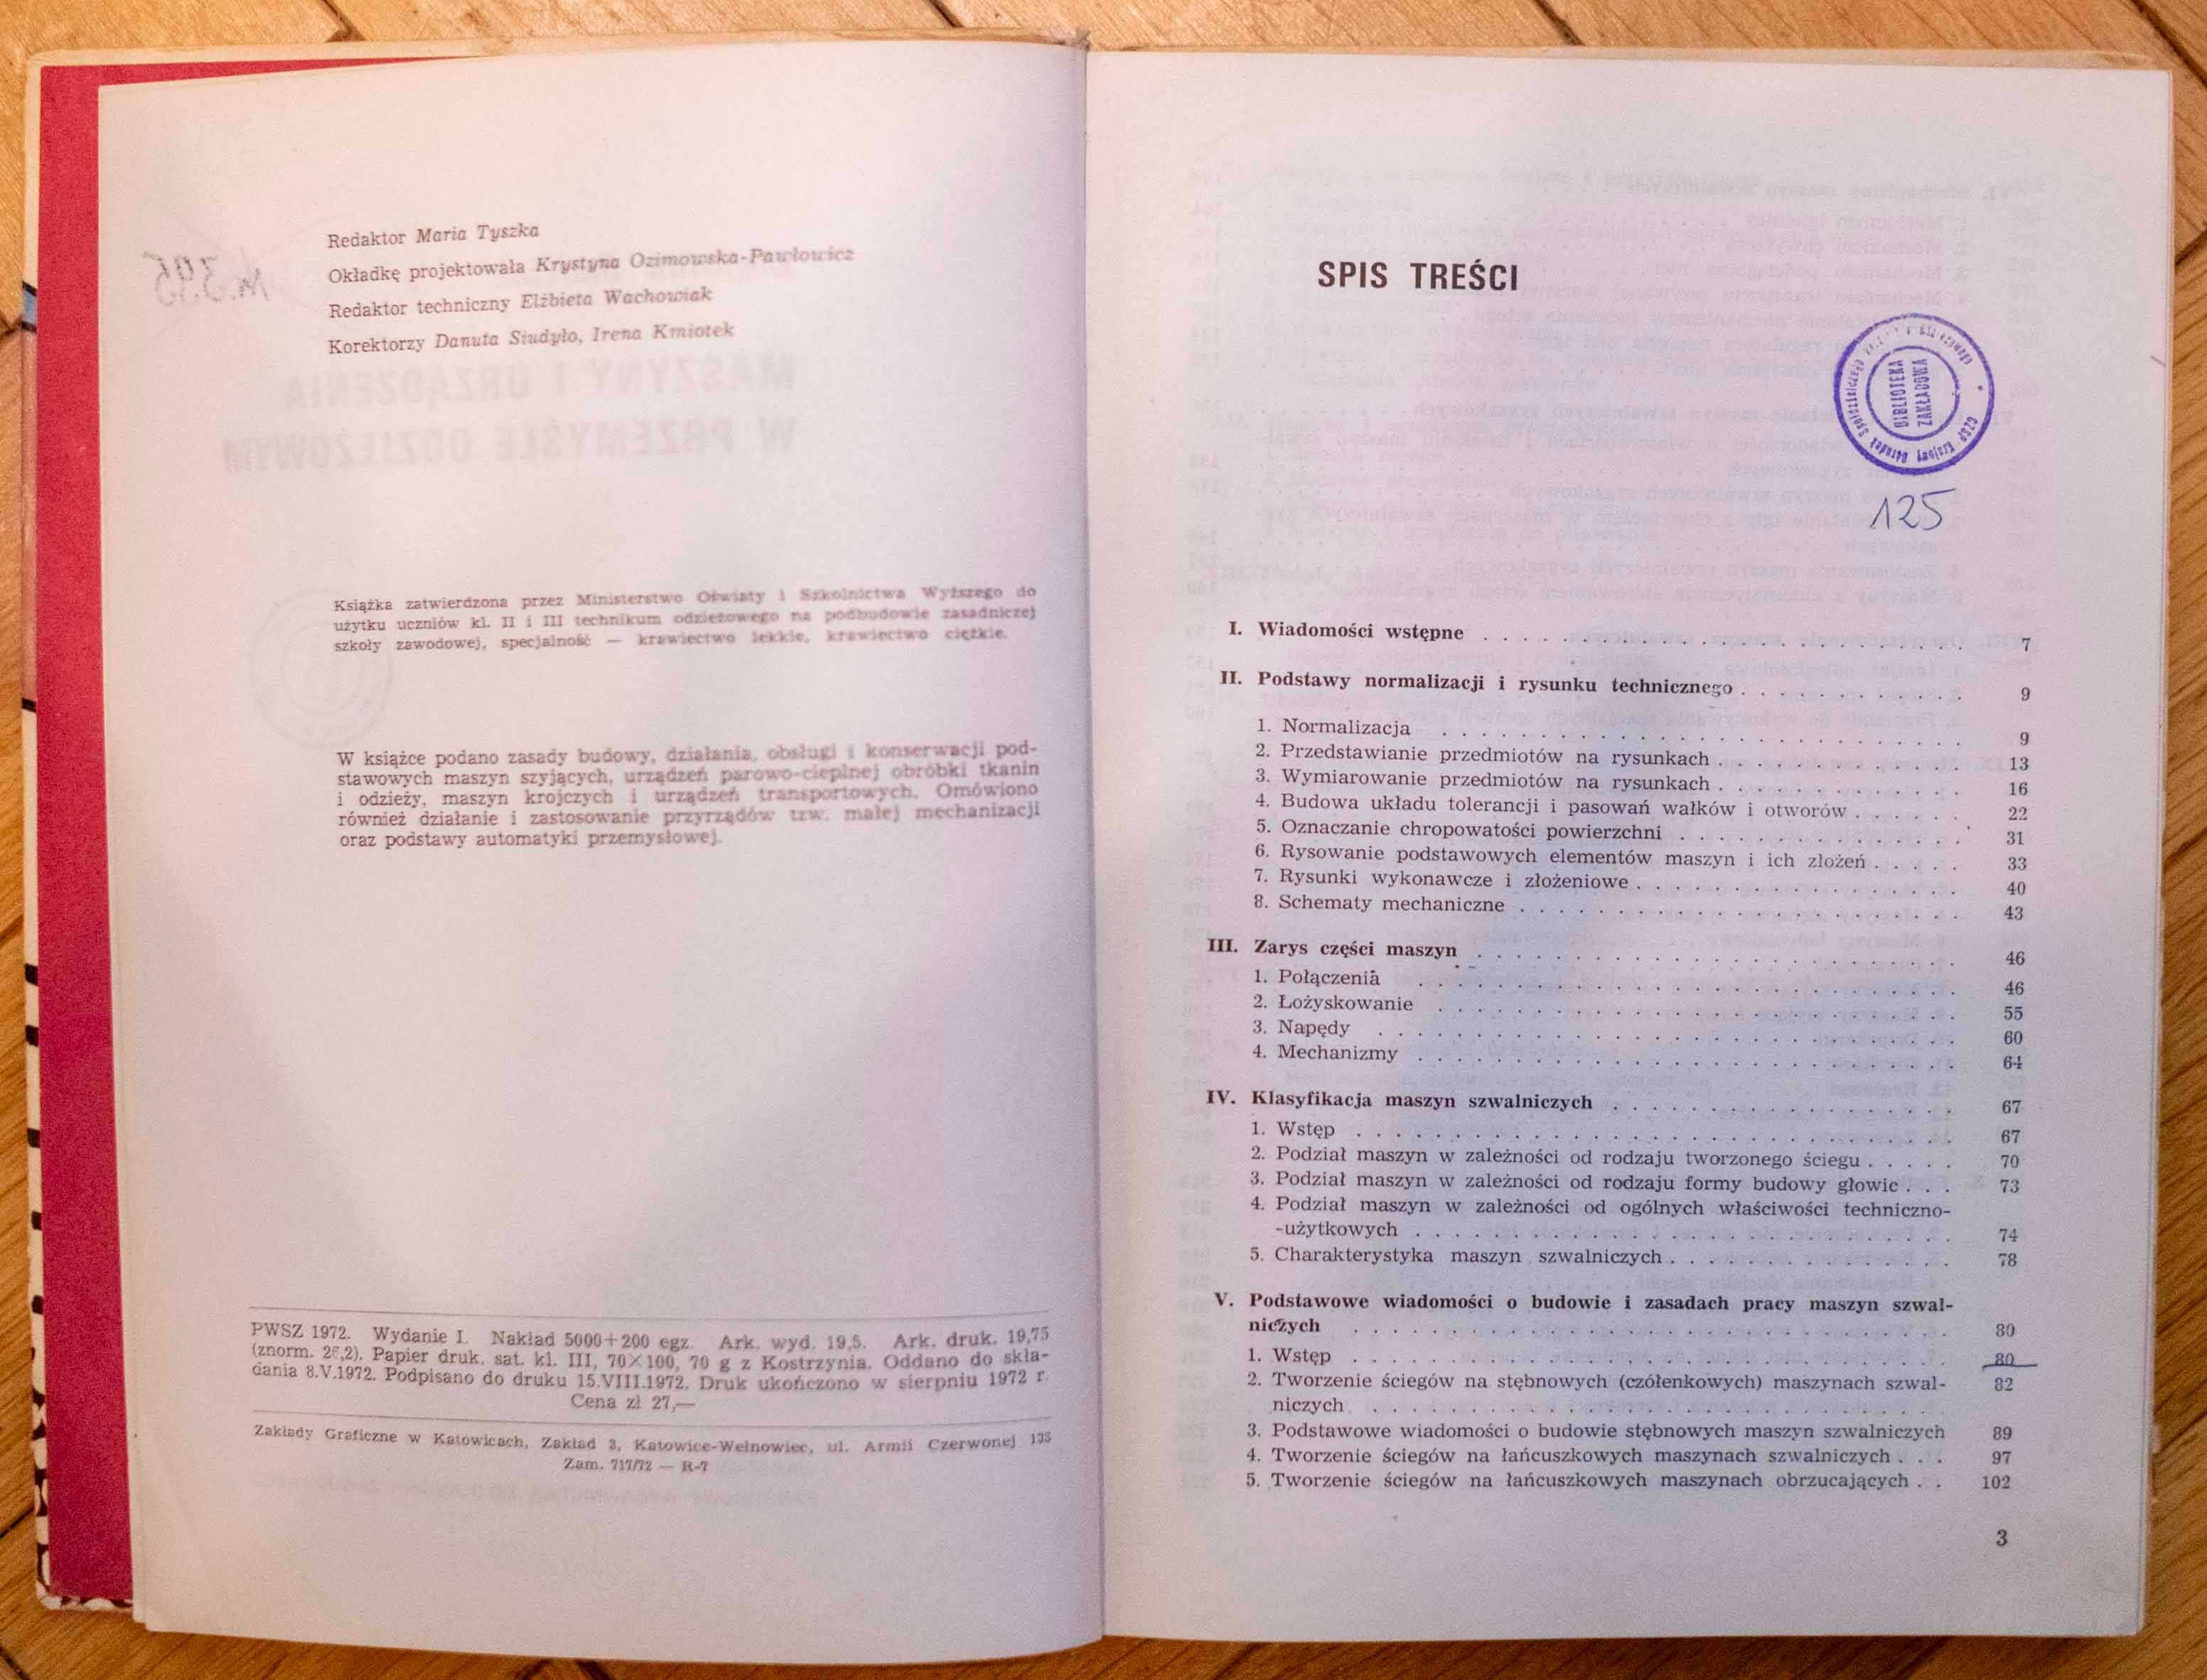 Redaktor Maria Tyszka
Okładkę projektowała Krystyna Ozimowska-Pawłowicz
Redaktor techniczny Elżbieta Wachowiak
Korektorzy Danuta Siudyło, Irena Kmiotek
MASZYNY I URZĄDZENIA
W PRZEMYŚLE ODZIEŻOWYM
Książka zatwierdzona przez Ministerstwo Oświaty i Szkolnictwa Wyższego do
użytku uczniów kl. II i III technikum odzieżowego na podbudowie zasadniczej
szkoły zawodowej, specjalność — krawiectwo lekkie, krawiectwo ciężkie.
W książce podano zasady budowy, działania, obsługi i konserwacji pod-
stawowych maszyn szyjących, urządzeń parowo-cieplnej obróbki tkanin
i odzieży, maszyn krojczych i urządzeń transportowych. Omówiono
również działanie i zastosowanie przyrządów tzw. małej mechanizacji
oraz podstawy automatyki przemysłowej.
PWSZ 1972. Wydanie I. Nakład 5000+200 egz. Ark. wyd. 19,5. Ark. druk. 19,75
(znorm. 26,2). Papier druk. sat. kl. III, 70×100, 70 g z Kostrzynia. Oddano do skła-
dania 8.V.1972. Podpisano do druku 15.VIII.1972. Druk ukończono w sierpniu 1972 r.
Cena zł 27,—
Zakłady Graficzne w Katowicach, Zakład 3, Katowice-Wełnowiec, ul. Armii Czerwonej 138
Zam. 717/72 — R-7
SPIS TREŚCI
BIBLIOTEKA
ZAKŁADOWA
CZSP Krajowy Ośrodek
125
I. Wiadomości wstępne . . . . . 7
II. Podstawy normalizacji i rysunku technicznego . . . . . 9
1. Normalizacja . . . . . 9
2. Przedstawianie przedmiotów na rysunkach . . . . . 13
3. Wymiarowanie przedmiotów na rysunkach . . . . . 16
4. Budowa układu tolerancji i pasowań wałków i otworów . . . . . 22
5. Oznaczanie chropowatości powierzchni . . . . . 31
6. Rysowanie podstawowych elementów maszyn i ich złożeń . . . . . 33
7. Rysunki wykonawcze i złożeniowe . . . . . 40
8. Schematy mechaniczne . . . . . 43
III. Zarys części maszyn . . . . . 46
1. Połączenia . . . . . 46
2. Łożyskowanie . . . . . 55
3. Napędy . . . . . 60
4. Mechanizmy . . . . . 64
IV. Klasyfikacja maszyn szwalniczych . . . . . 67
1. Wstęp . . . . . 67
2. Podział maszyn w zależności od rodzaju tworzonego ściegu . . . . . 70
3. Podział maszyn w zależności od rodzaju formy budowy głowic . . . 73
4. Podział maszyn w zależności od ogólnych właściwości techniczno-
-użytkowych . . . . . 74
5. Charakterystyka maszyn szwalniczych . . . . . 78
V. Podstawowe wiadomości o budowie i zasadach pracy maszyn szwal-
niczych . . . . . 80
1. Wstęp . . . . . 80
2. Tworzenie ściegów na stębnowych (czółenkowych) maszynach szwal- 82
niczych . . . . .
3. Podstawowe wiadomości o budowie stębnowych maszyn szwalniczych 89
4. Tworzenie ściegów na łańcuszkowych maszynach szwalniczych . . . 97
5. Tworzenie ściegów na łańcuszkowych maszynach obrzucających . . 102
3